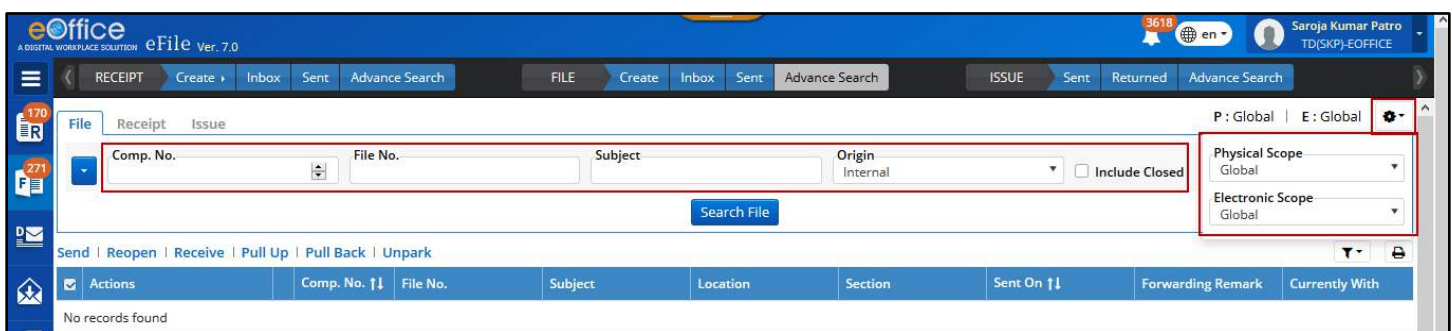 eOffice
A DIGITAL WORKPLACE SOLUTION eFile Ver. 7.0
3618
en
Saroja Kumar Patro
TD(SKP)-EOFFICE
RECEIPT Create Inbox Sent Advance Search FILE Create Inbox Sent Advance Search ISSUE Sent Returned Advance Search
170
R
File Receipt Issue
P : Global | E : Global
271
F
Comp. No. File No. Subject Origin
Internal
Include Closed
Physical Scope
Global
Electronic Scope
Global
Search File
D
Send | Reopen | Receive | Pull Up | Pull Back | Unpark
Actions Comp. No. File No. Subject Location Section Sent On Forwarding Remark Currently With
No records found